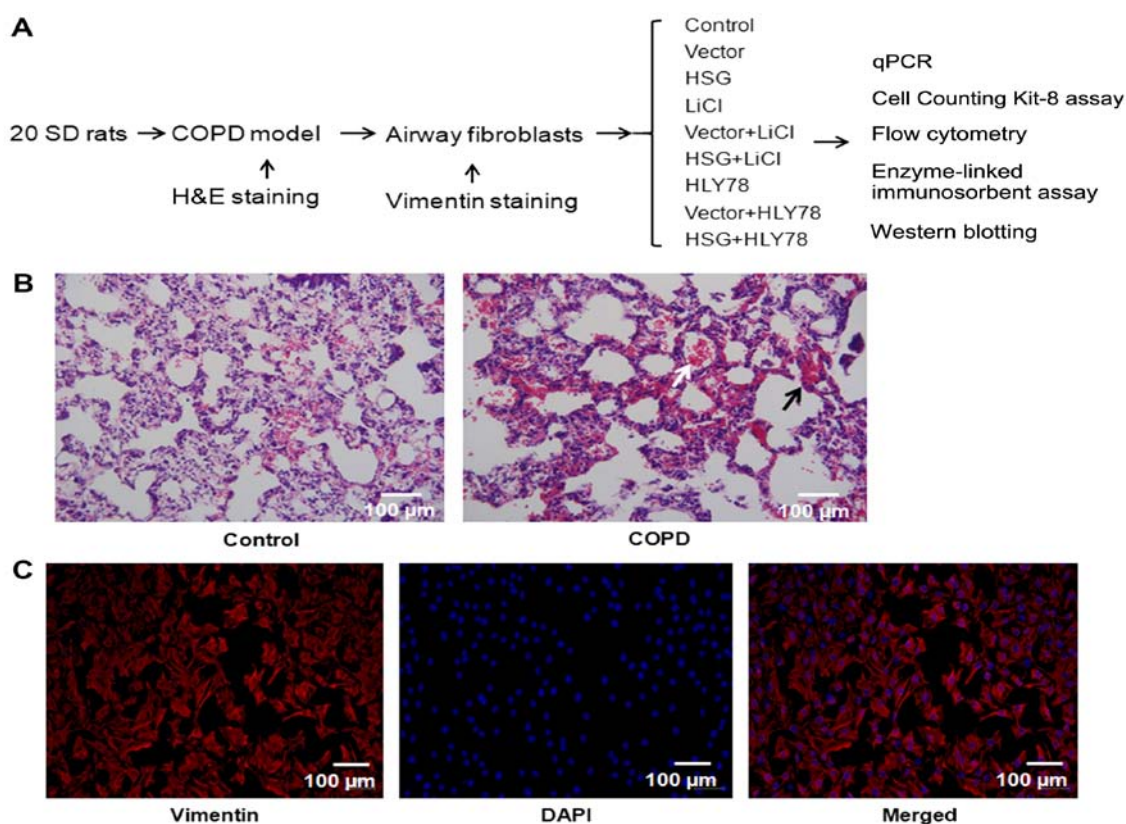 A
20 SD rats → COPD model → Airway fibroblasts →
H&E staining
Vimentin staining
Control
Vector
HSG
LiCl
Vector+LiCl
HSG+LiCl
HLY78
Vector+HLY78
HSG+HLY78
qPCR
Cell Counting Kit-8 assay
Flow cytometry
Enzyme-linked
immunosorbent assay
Western blotting
B
100 µm
100 µm
Control
COPD
C
100 µm
100 µm
100 µm
Vimentin
DAPI
Merged